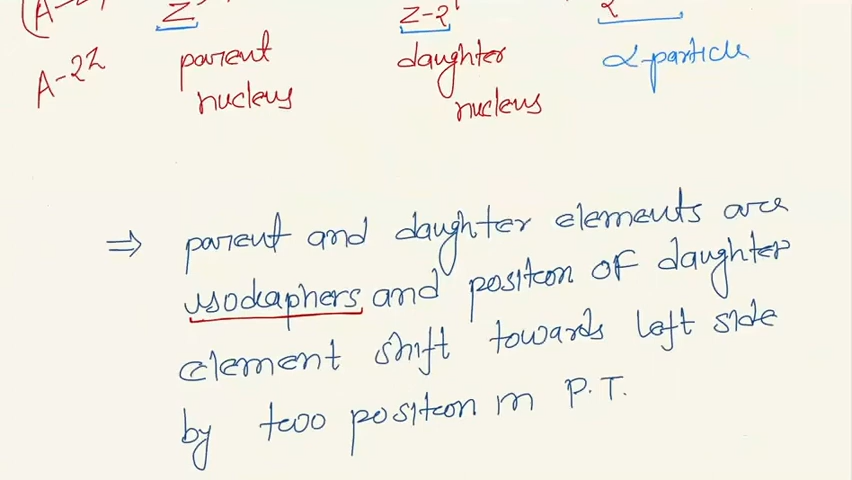 Z Z-2
A-2Z parent daughter α-particle
nucleus nucleus
⇒ parent and daughter elements are
isodiaphers and position of daughter
element shift towards left side
by two position in P.T.